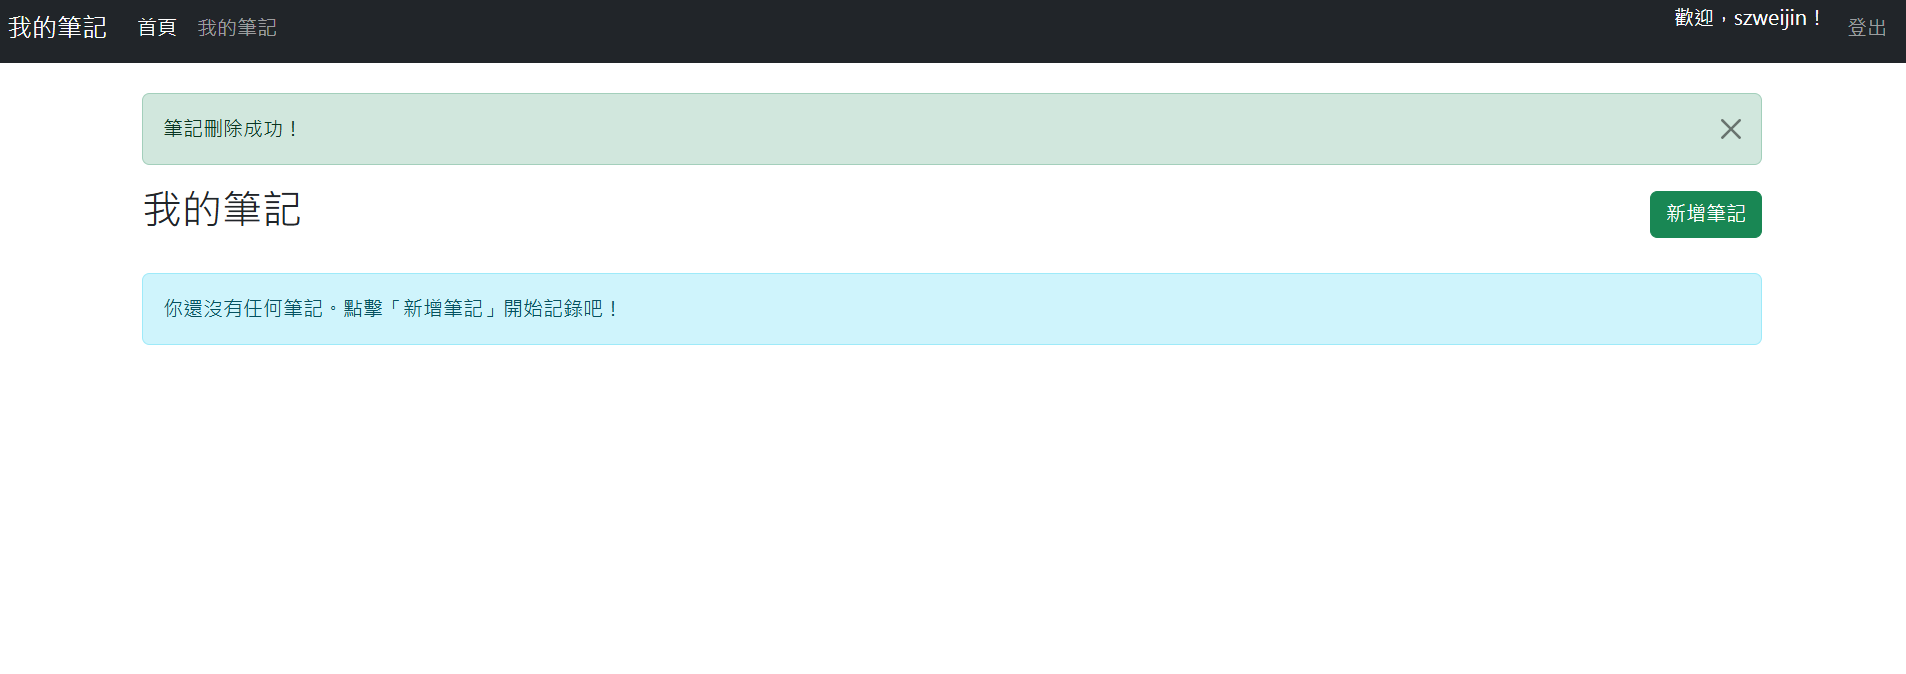 我的筆記 首頁 我的筆記 歡迎，szweijin！ 登出
筆記刪除成功！
我的筆記 新增筆記
你還沒有任何筆記。點擊「新增筆記」開始記錄吧！